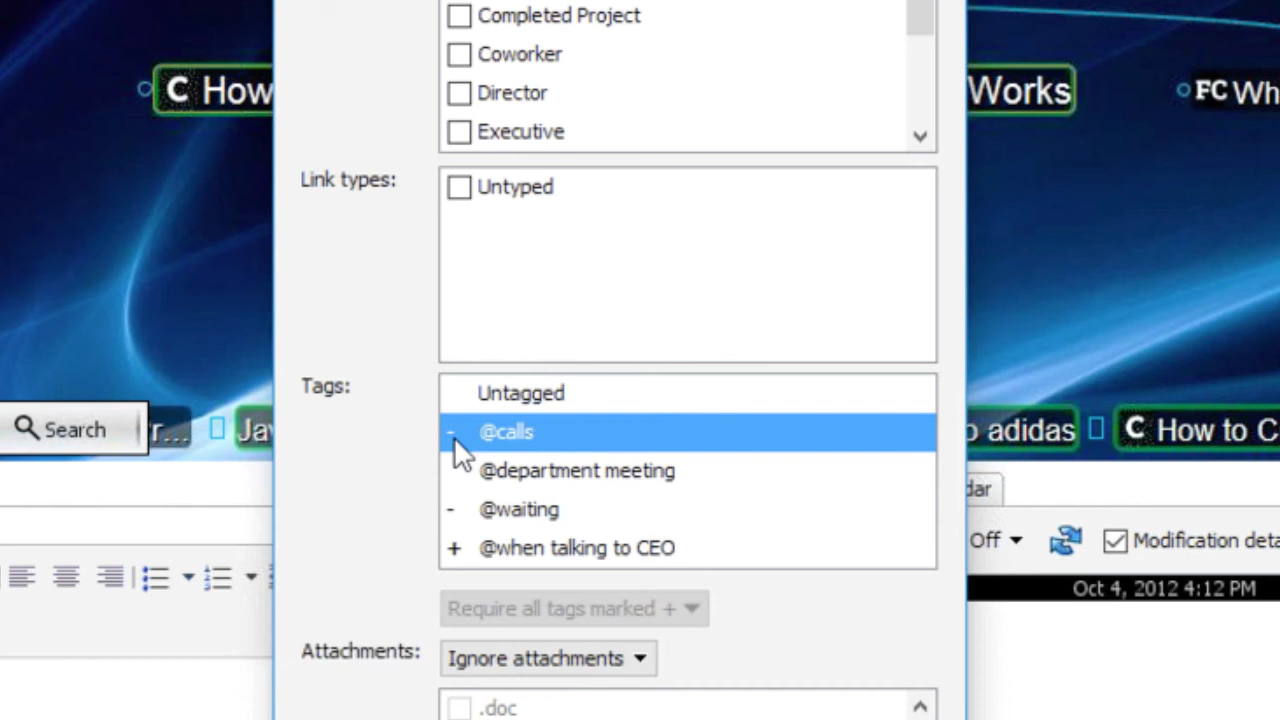 Completed Project
Coworker
Director
Executive
C How
Works
FC Wh
Link types:
Untyped
Tags:
Untagged
- @calls
@department meeting
- @waiting
+ @when talking to CEO
Search
r...
Jav
o adidas
C How to C
dar
Off
Modification deta
Oct 4, 2012 4:12 PM
Require all tags marked +
Attachments:
Ignore attachments
.doc